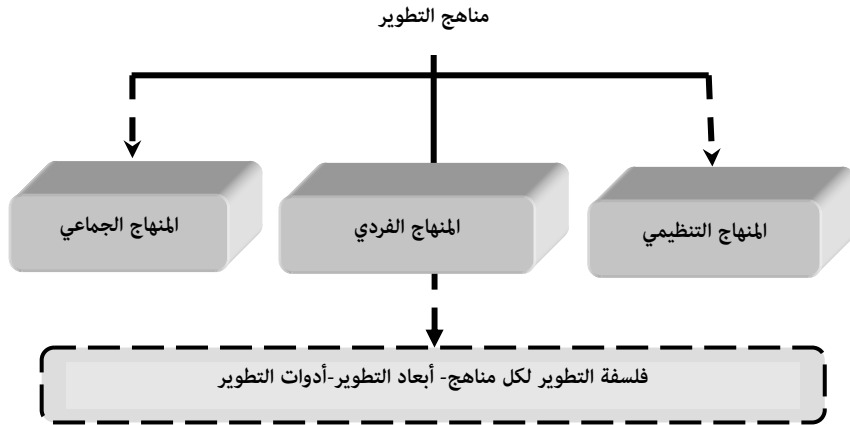 مناهج التطوير
المنهاج التنظيمي
المنهاج الفردي
المنهاج الجماعي
فلسفة التطوير لكل مناهج- أبعاد التطوير-أدوات التطوير